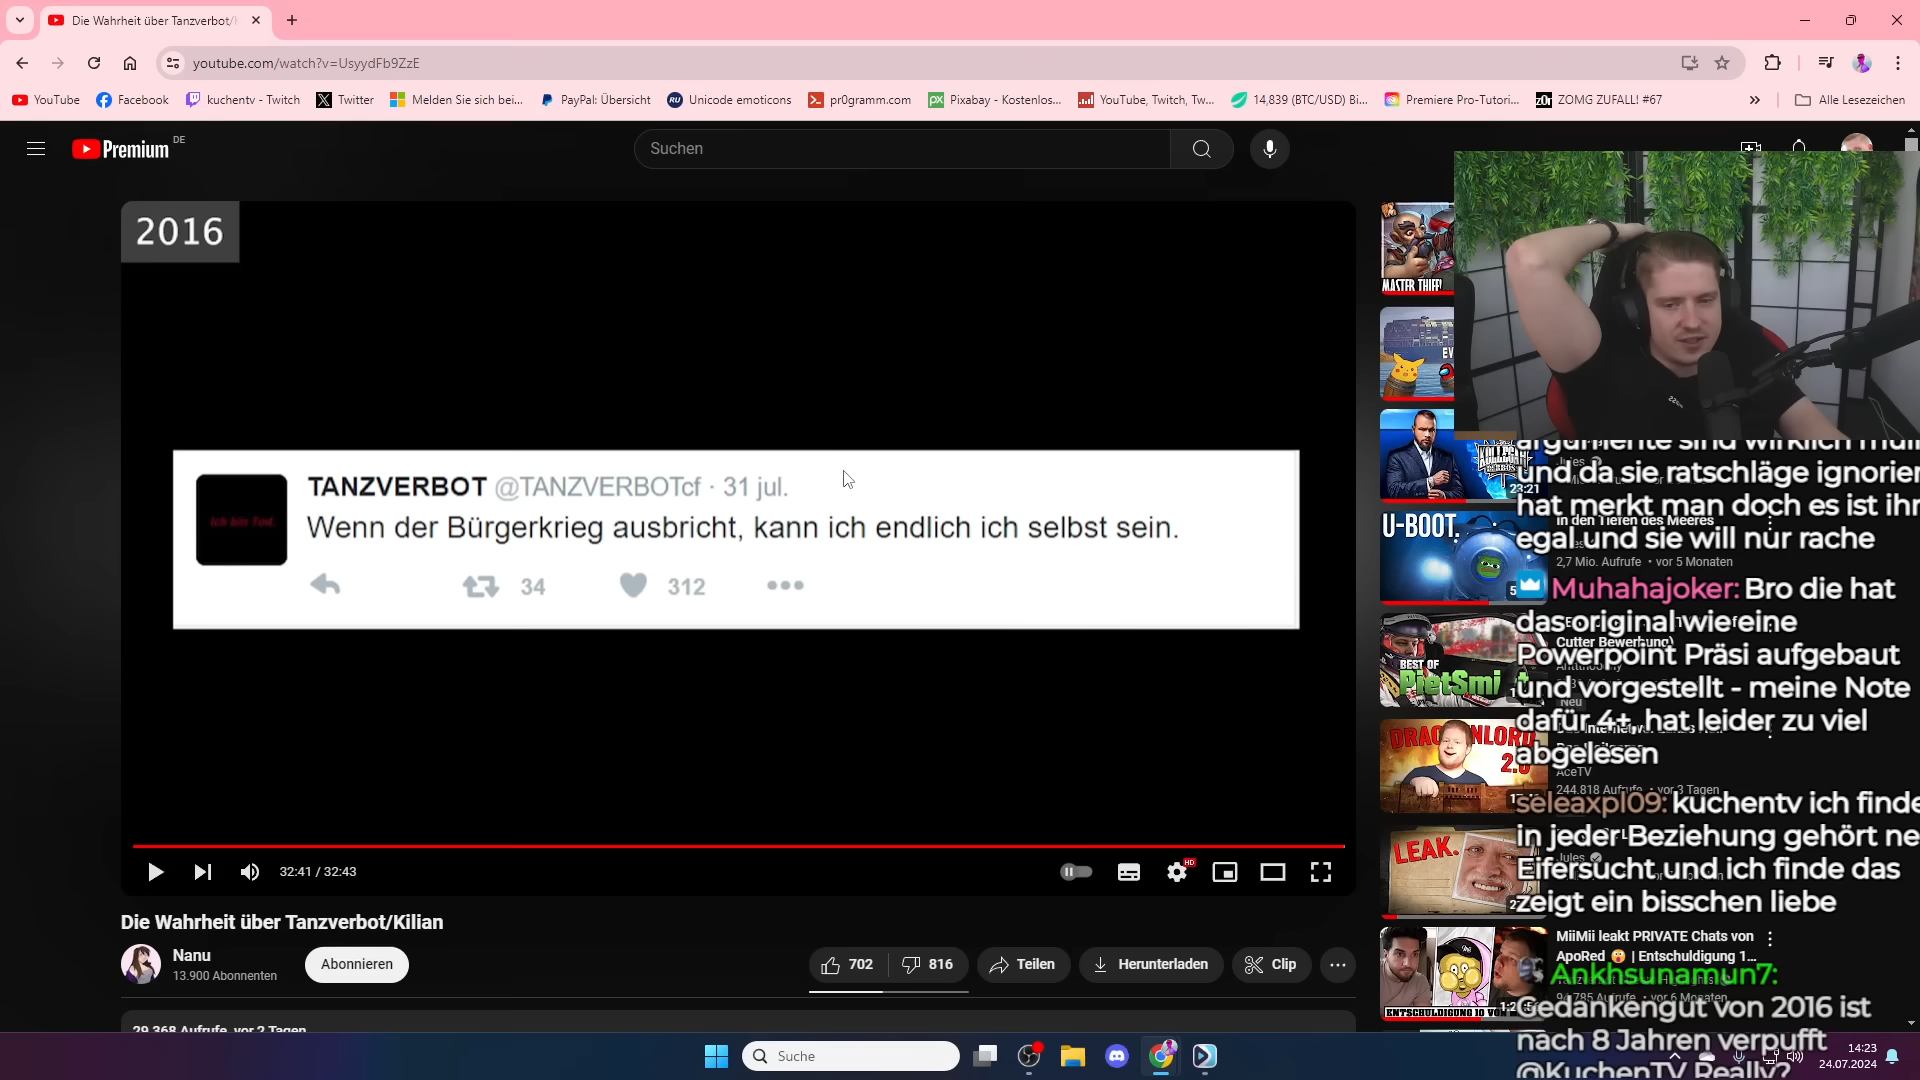 Die Wahrheit über Tanzverbot/
youtube.com/watch?v=UsyydFb9ZzE
YouTube
Facebook
kuchentv - Twitch
Twitter
Melden Sie sich bei...
PayPal: Übersicht
Unicode emoticons
pr0gramm.com
Pixabay - Kostenlos...
YouTube, Twitch, Tw...
14,839 (BTC/USD) Bi...
Premiere Pro-Tutori...
ZOMG ZUFALL! #67
Alle Lesezeichen
Premium DE
Suchen
2016
TANZVERBOT @TANZVERBOTcf · 31 jul.
Wenn der Bürgerkrieg ausbricht, kann ich endlich ich selbst sein.
34
312
Ich bin Tod.
32:41 / 32:43
HD
Die Wahrheit über Tanzverbot/Kilian
Nanu
13.900 Abonnenten
Abonnieren
702
816
Teilen
Herunterladen
Clip
29.368 Aufrufe vor 2 Tagen
MASTER THIEF!
EV
KOLLEGAH
23:21
U-BOOT.
In den Tiefen des Meeres
2,7 Mio. Aufrufe • vor 5 Monaten
BEST OF
PietSmi
Cutter Bewerbung)
Neu
2.0
AceTV
244.818 Aufrufe • vor 3 Tagen
LEAK.
Jules
MiiMii leakt PRIVATE Chats von
ApoRed 😱 | Entschuldigung 1...
94.785 Aufrufe • vor 6 Monaten
argumente sind wirklich
und da sie ratschläge ignorier
hat merkt man doch es ist ihr
egal und sie will nur rache
Muhahajoker: Bro die hat
das original wie eine
Powerpoint Präsi aufgebaut
und vorgestellt - meine Note
dafür 4+, hat leider zu viel
abgelesen
seleaxpl09: kuchentv ich finde
in jeder Beziehung gehört ne
Eifersucht und ich finde das
zeigt ein bisschen liebe
Ankhsunamun7:
Gedankengut von 2016 ist
nach 8 Jahren verpufft
@KuchenTV Really?
Suche
14:23
24.07.2024